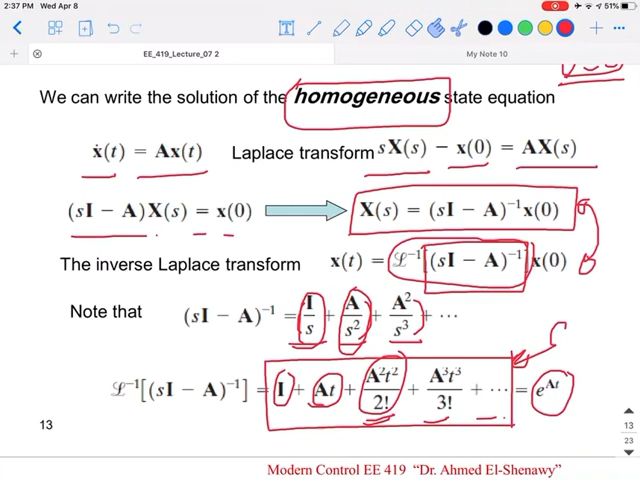 2:37 PM Wed Apr 8
51%
EE_419_Lecture_07 2
My Note 10
We can write the solution of the homogeneous state equation
ẋ(t) = Ax(t) Laplace transform sX(s) − x(0) = AX(s)
(sI − A)X(s) = x(0) X(s) = (sI − A)⁻¹x(0)
The inverse Laplace transform x(t) = ℒ⁻¹[(sI − A)⁻¹]x(0)
Note that (sI − A)⁻¹ = I/s + A/s² + A²/s³ + ⋯
ℒ⁻¹[(sI − A)⁻¹] = I + At + A²t²/2! + A³t³/3! + ⋯ = e^{At}
13
13
23
Modern Control EE 419 "Dr. Ahmed El-Shenawy"